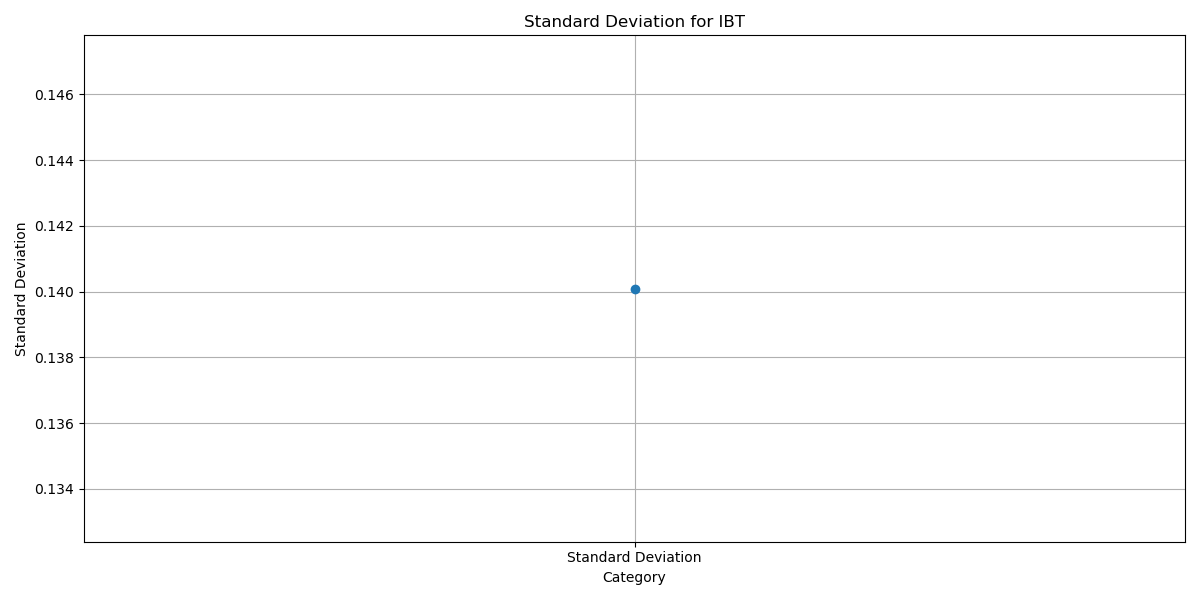 Standard Deviation for IBT
Standard Deviation
0.146
0.144
0.142
0.140
0.138
0.136
0.134
Standard Deviation
Category